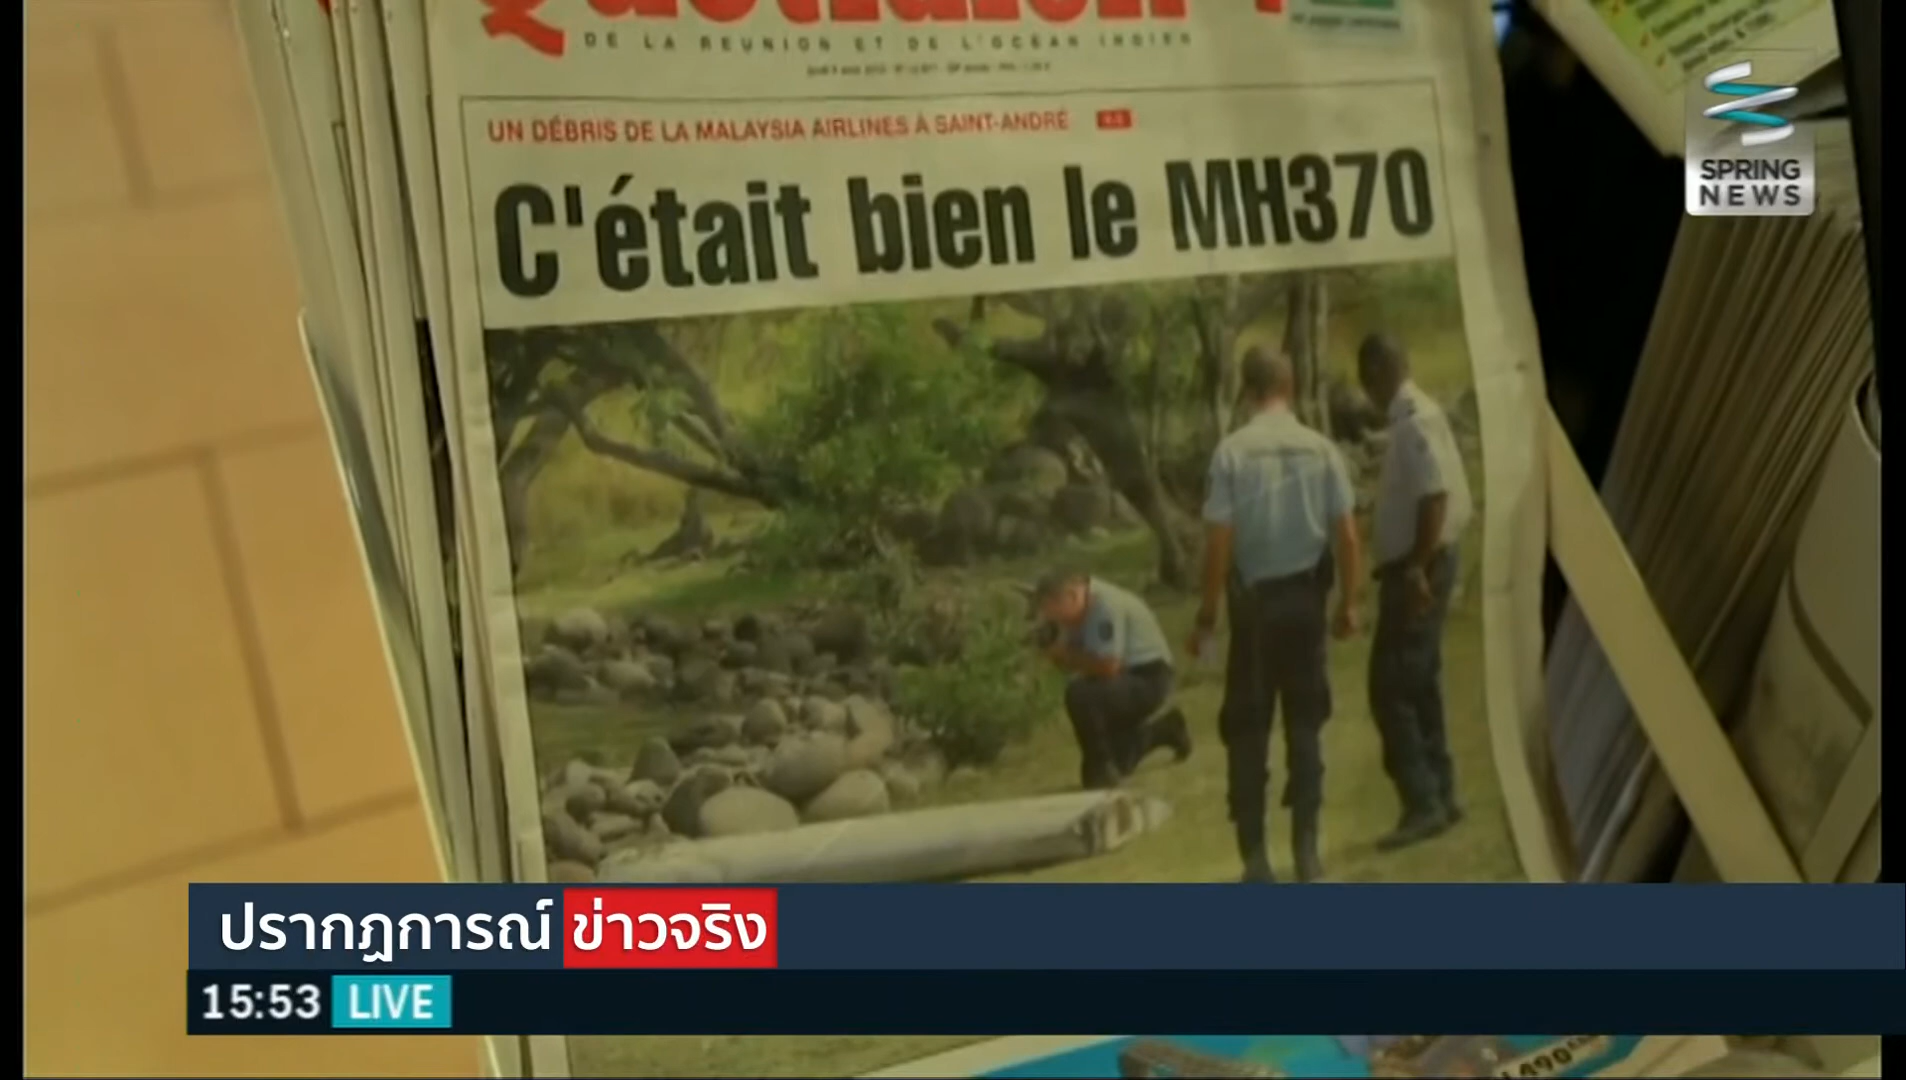 Quotidien
DE LA REUNION ET DE L'OCÉAN INDIEN
UN DÉBRIS DE LA MALAYSIA AIRLINES À SAINT-ANDRÉ
C'était bien le MH370
SPRING
NEWS
ปรากฏการณ์ ข่าวจริง
15:53 LIVE